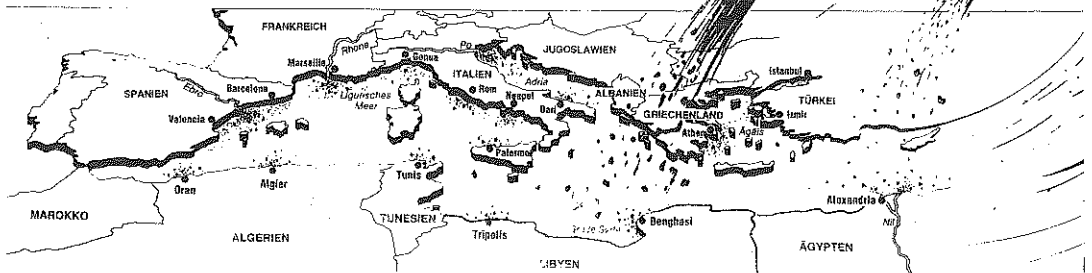 FRANKREICH
Rhone
Po
JUGOSLAWIEN
Marseille
Genua
Istanbul
ITALIEN
Adria
SPANIEN
Ebro
Barcelona
Ligurisches
Meer
Rom
Neapel
Bari
ALBANIEN
TÜRKEI
Valencia
GRIECHENLAND
Izmir
Athen
Ägäis
Palermo
Oran
Algier
Tunis
Alexandria
MAROKKO
TUNESIEN
Benghasi
Nil
ALGERIEN
Tripolis
ÄGYPTEN
LIBYEN